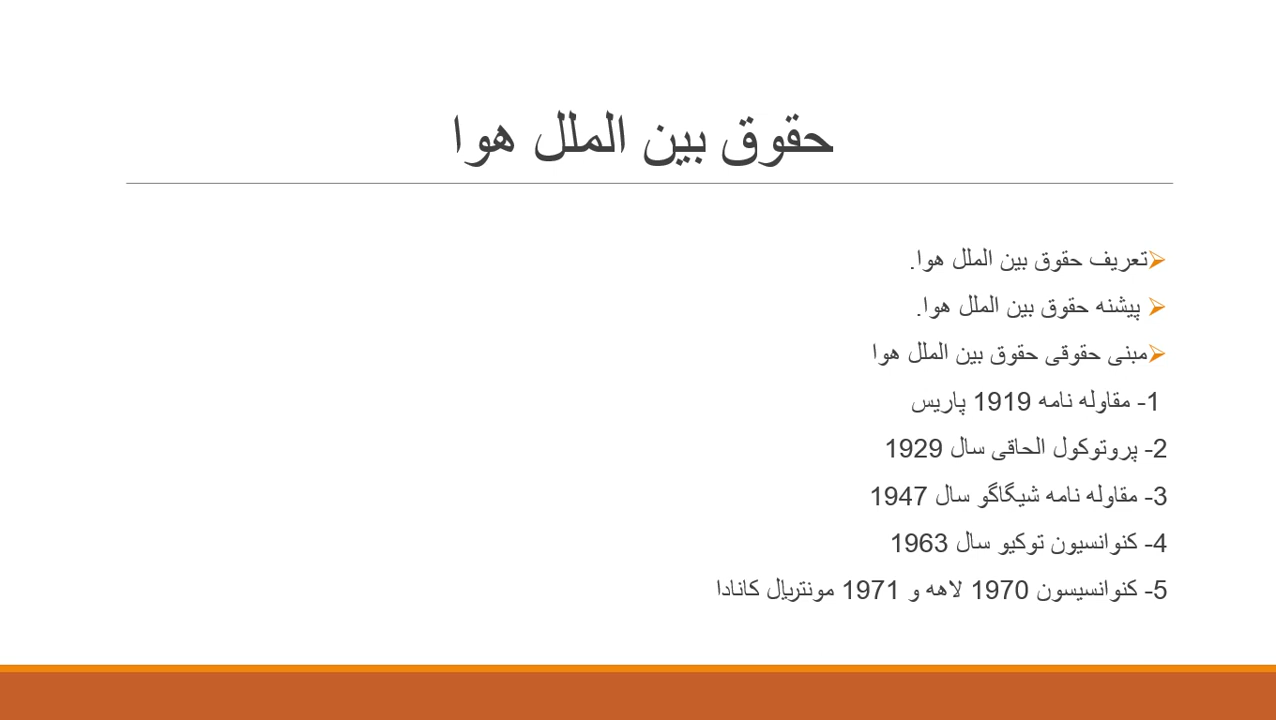 حقوق بین الملل هوا
تعریف حقوق بین الملل هوا.
پیشنه حقوق بین الملل هوا.
مبنی حقوقی حقوق بین الملل هوا
1- مقاوله نامه 1919 پاریس
2- پروتوکول الحاقی سال 1929
3- مقاوله نامه شیگاگو سال 1947
4- کنوانسیون توکیو سال 1963
5- کنوانسیسون 1970 لاهه و 1971 مونتریال کانادا